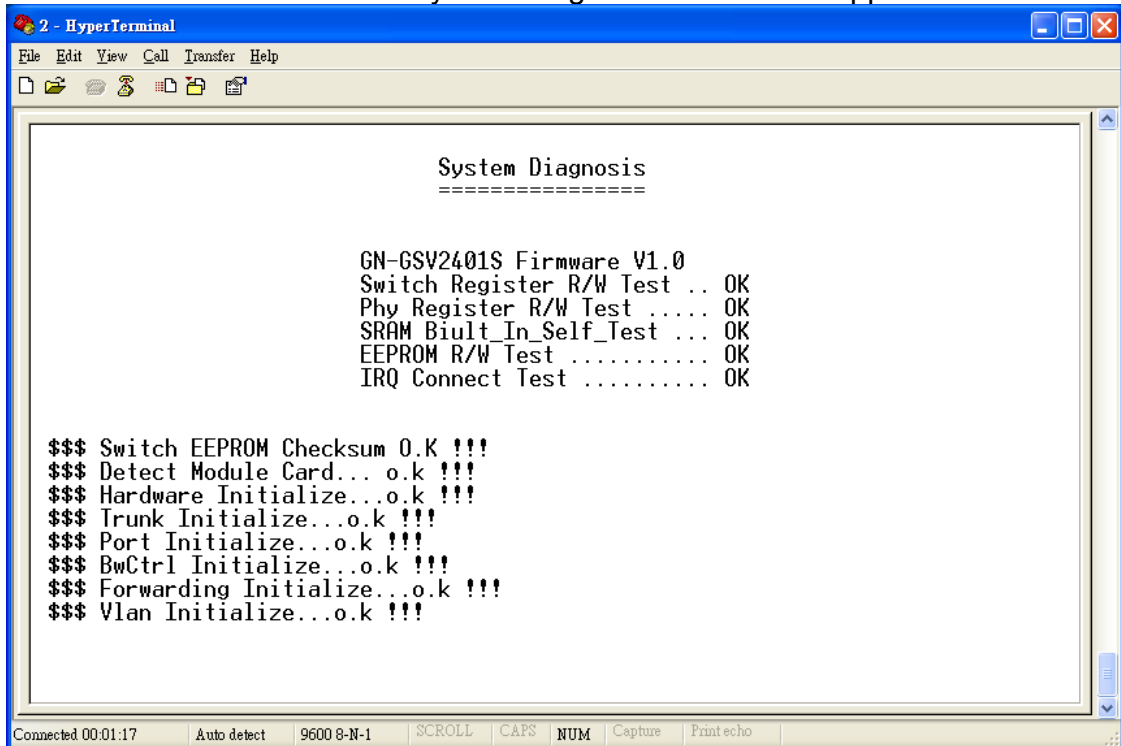 2 - HyperTerminal
File Edit View Call Transfer Help
System Diagnosis
================
GN-GSV2401S Firmware V1.0
Switch Register R/W Test .. OK
Phy Register R/W Test ..... OK
SRAM Biult_In_Self_Test ... OK
EEPROM R/W Test ........... OK
IRQ Connect Test .......... OK
$$$ Switch EEPROM Checksum O.K !!!
$$$ Detect Module Card... o.k !!!
$$$ Hardware Initialize...o.k !!!
$$$ Trunk Initialize...o.k !!!
$$$ Port Initialize...o.k !!!
$$$ BwCtrl Initialize...o.k !!!
$$$ Forwarding Initialize...o.k !!!
$$$ Vlan Initialize...o.k !!!
Connected 00:01:17 Auto detect 9600 8-N-1 SCROLL CAPS NUM Capture Print echo